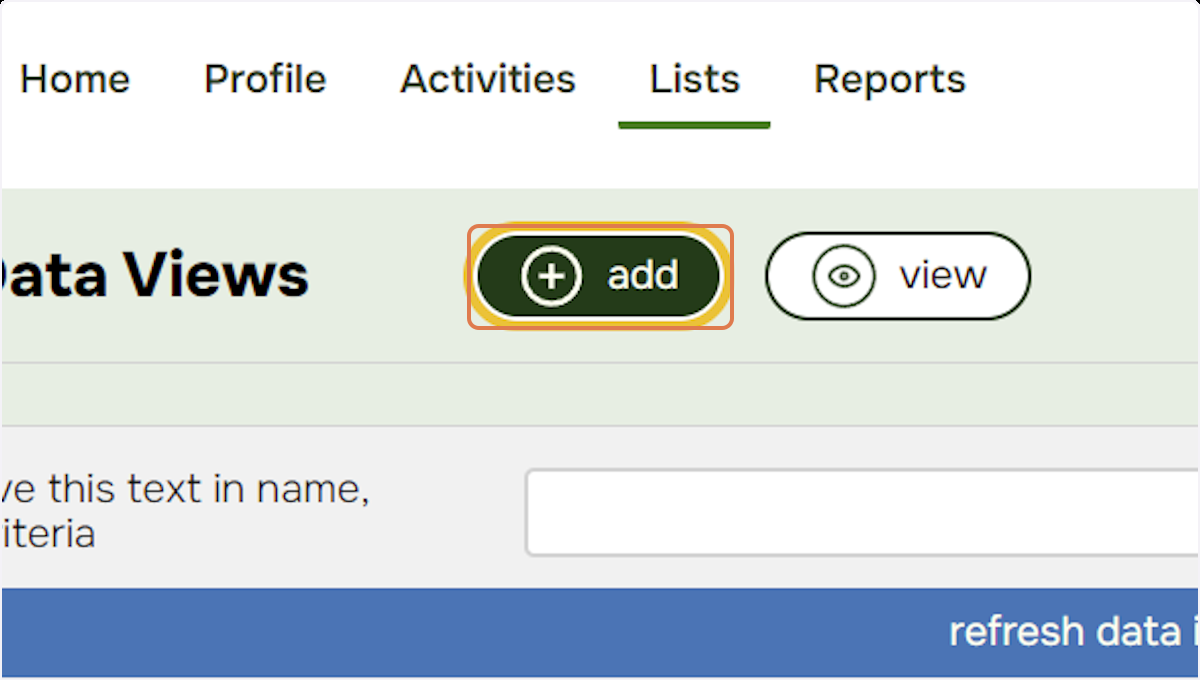 Home Profile Activities Lists Reports
Data Views add view
ve this text in name,
iteria
refresh data i